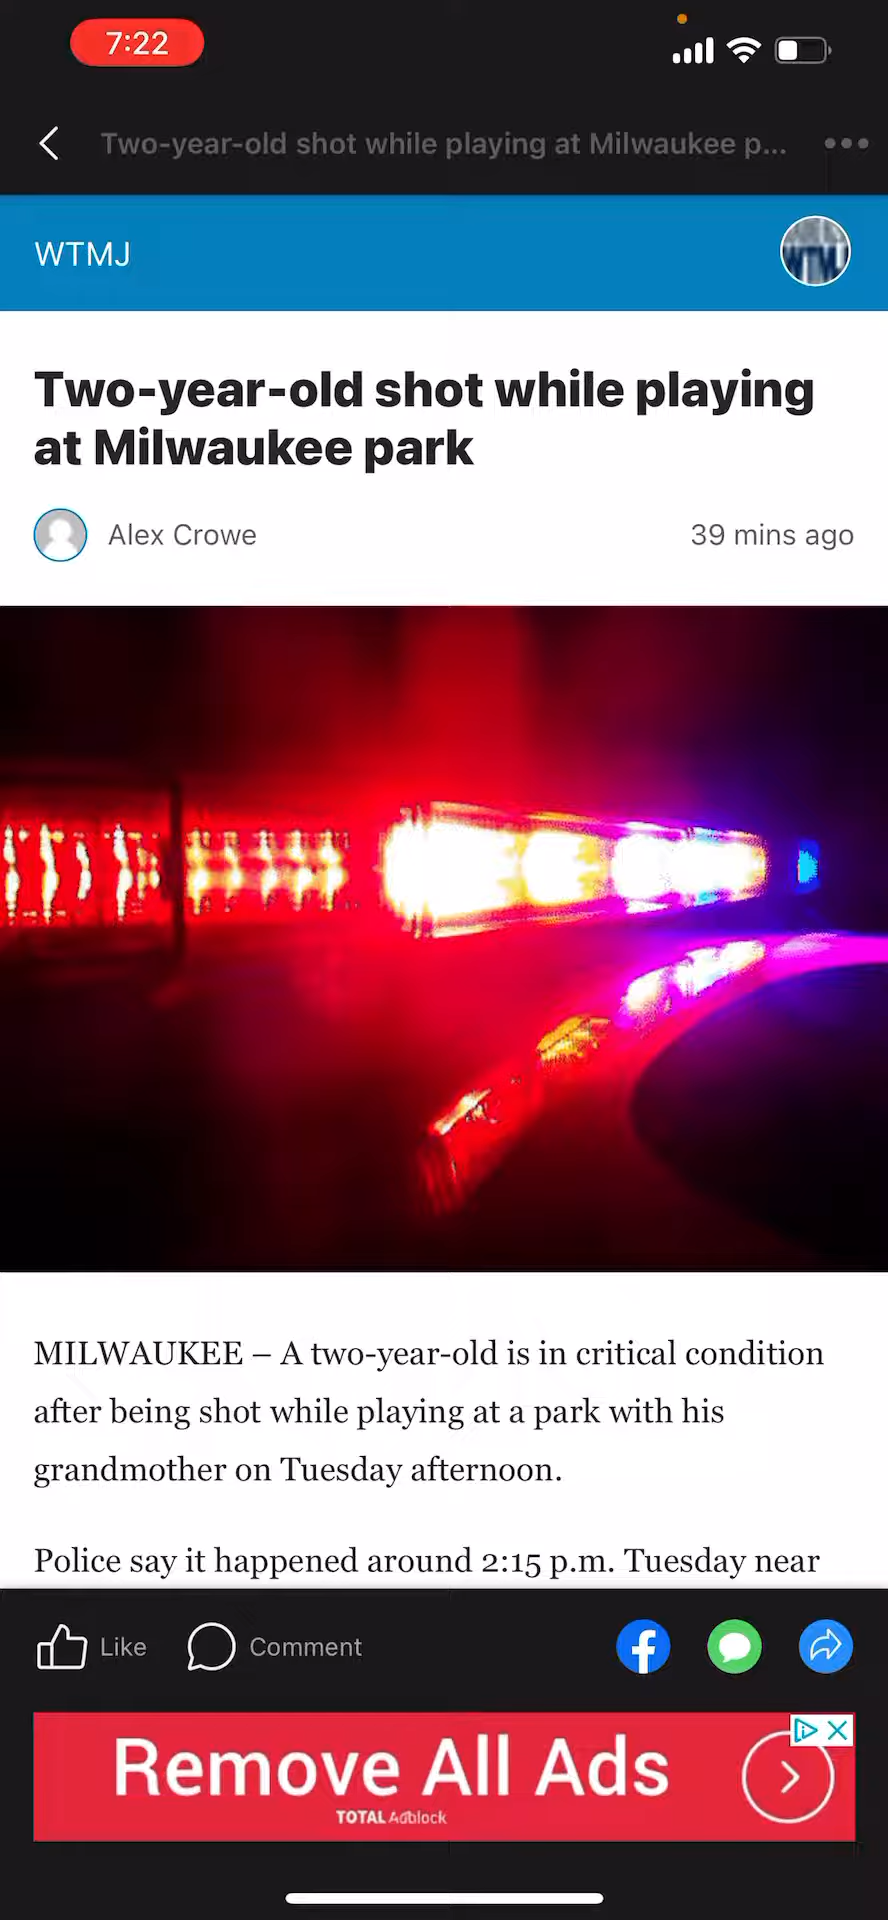 7:22
Two-year-old shot while playing at Milwaukee p...
WTMJ
WTMJ
Two-year-old shot while playing
at Milwaukee park
Alex Crowe
39 mins ago
MILWAUKEE – A two-year-old is in critical condition
after being shot while playing at a park with his
grandmother on Tuesday afternoon.
Police say it happened around 2:15 p.m. Tuesday near
Like
Comment
Remove All Ads
TOTAL Adblock